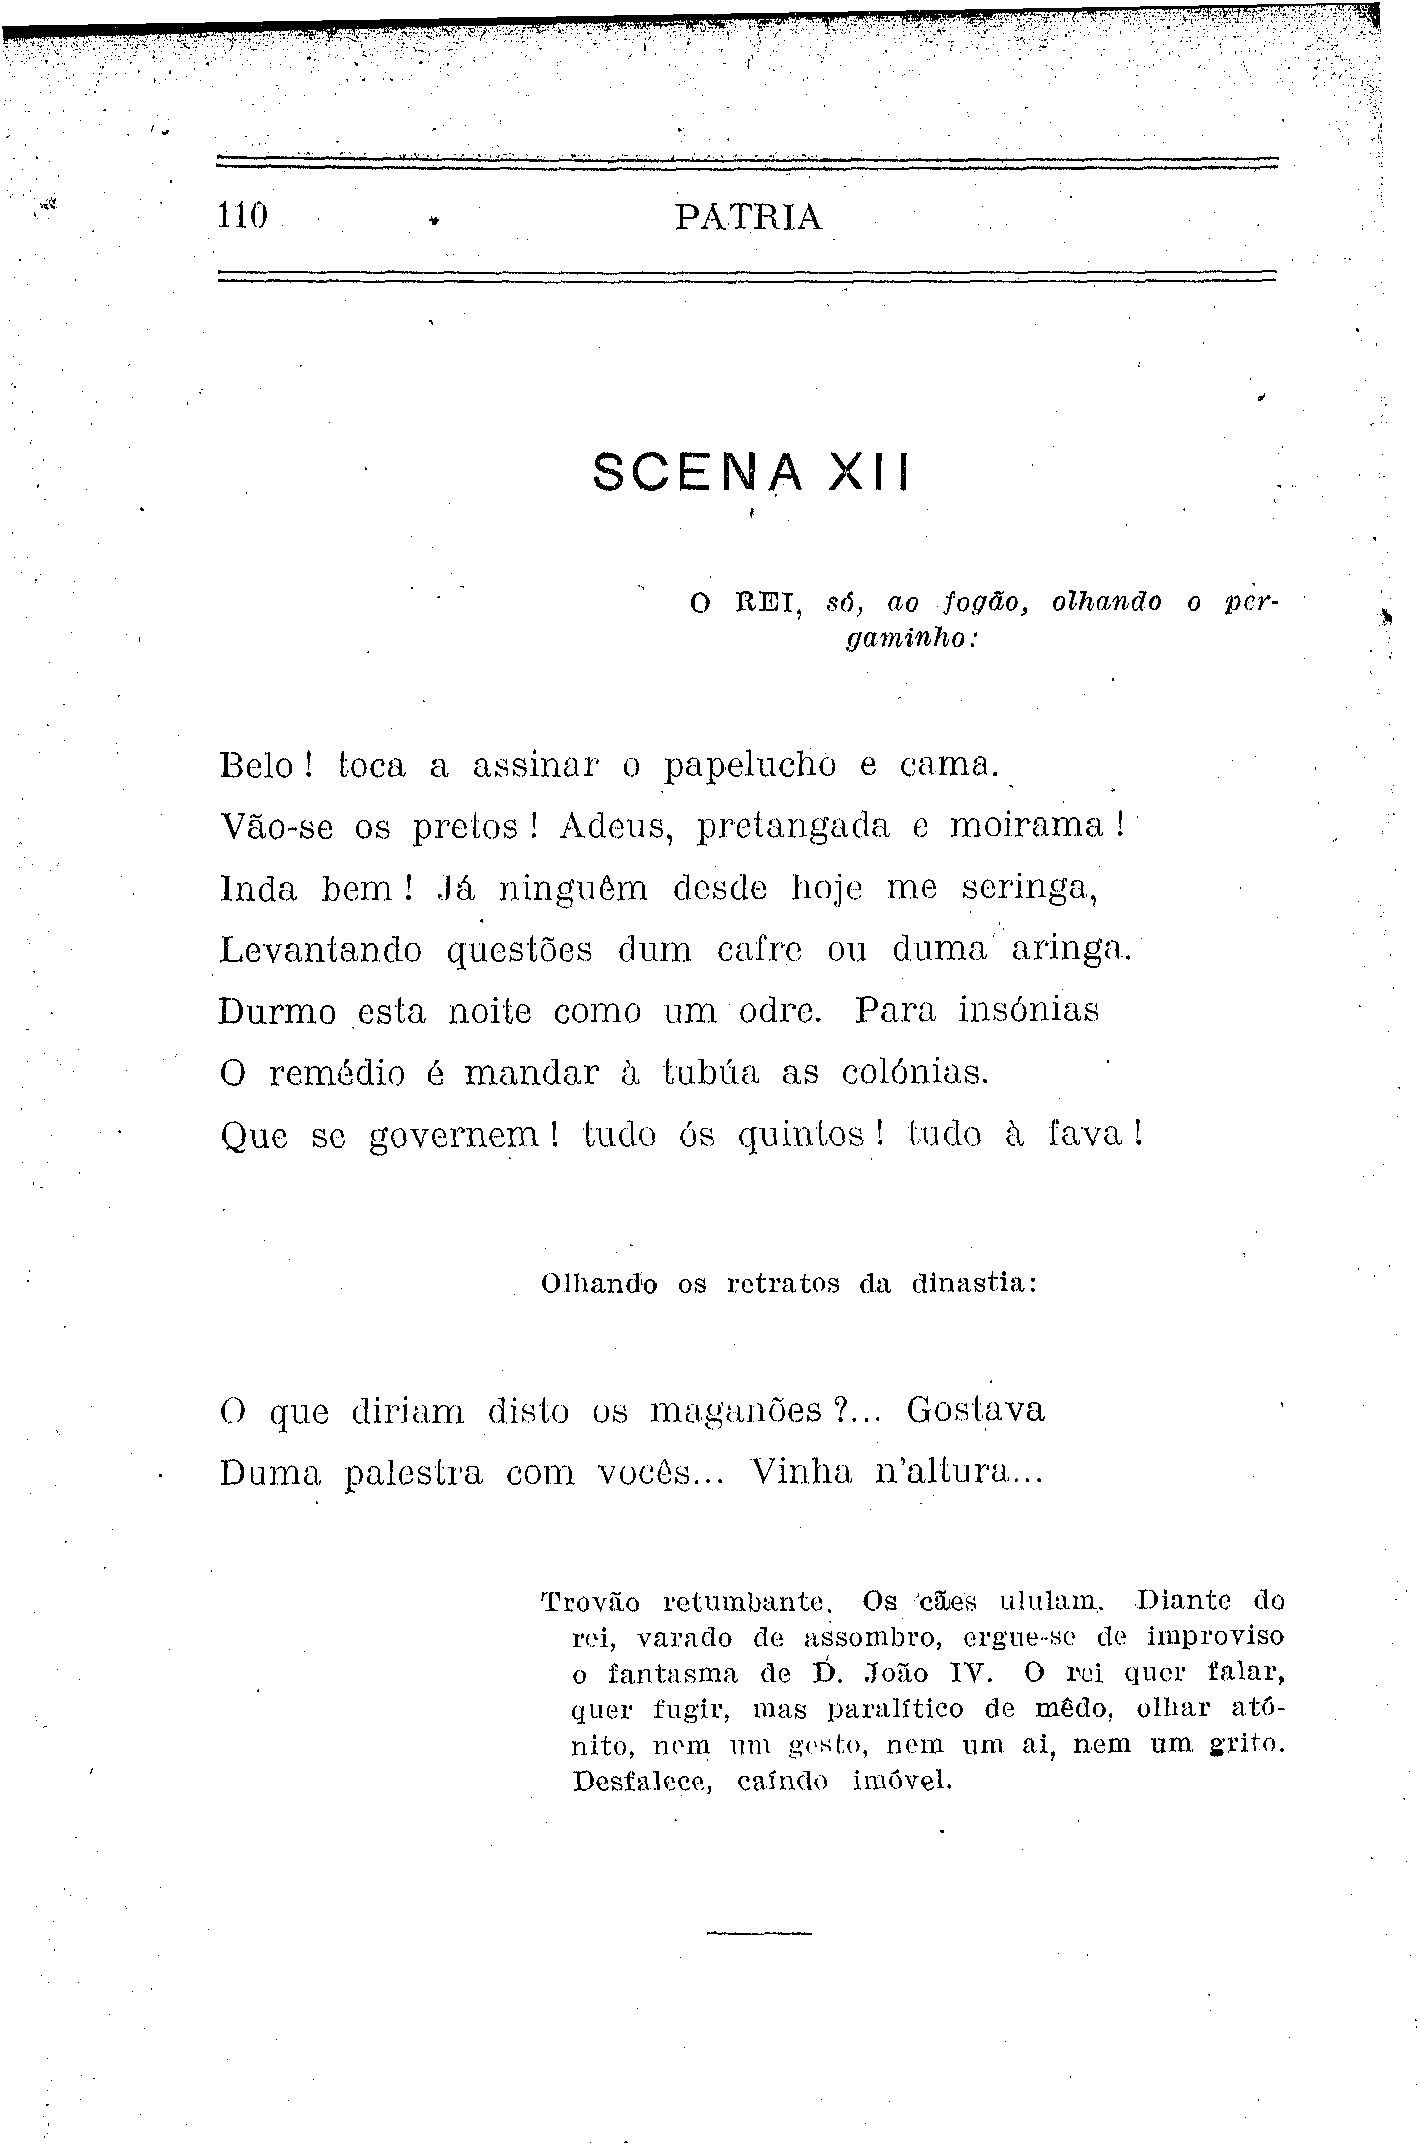 110
PATRIA
SCENA XII
O REI, só, ao fogão, olhando o per-
gaminho:
Belo! toca a assinar o papelucho e cama.
Vão-se os pretos! Adeus, pretangada e moirama!
Inda bem! Já ninguêm desde hoje me seringa,
Levantando questões dum cafre ou duma aringa.
Durmo esta noite como um odre. Para insónias
O remédio é mandar à tubúa as colónias.
Que se governem! tudo ós quintos! tudo à fava!
Olhando os retratos da dinastia:
O que diriam disto os maganões?... Gostava
Duma palestra com vocês... Vinha n'altura...
Trovão retumbante. Os cães ululam. Diante do
rei, varado de assombro, ergue-se de improviso
o fantasma de D. João IV. O rei quer falar,
quer fugir, mas paralítico de mêdo, olhar ató-
nito, nem um gesto, nem um ai, nem um grito.
Desfalece, caíndo imóvel.